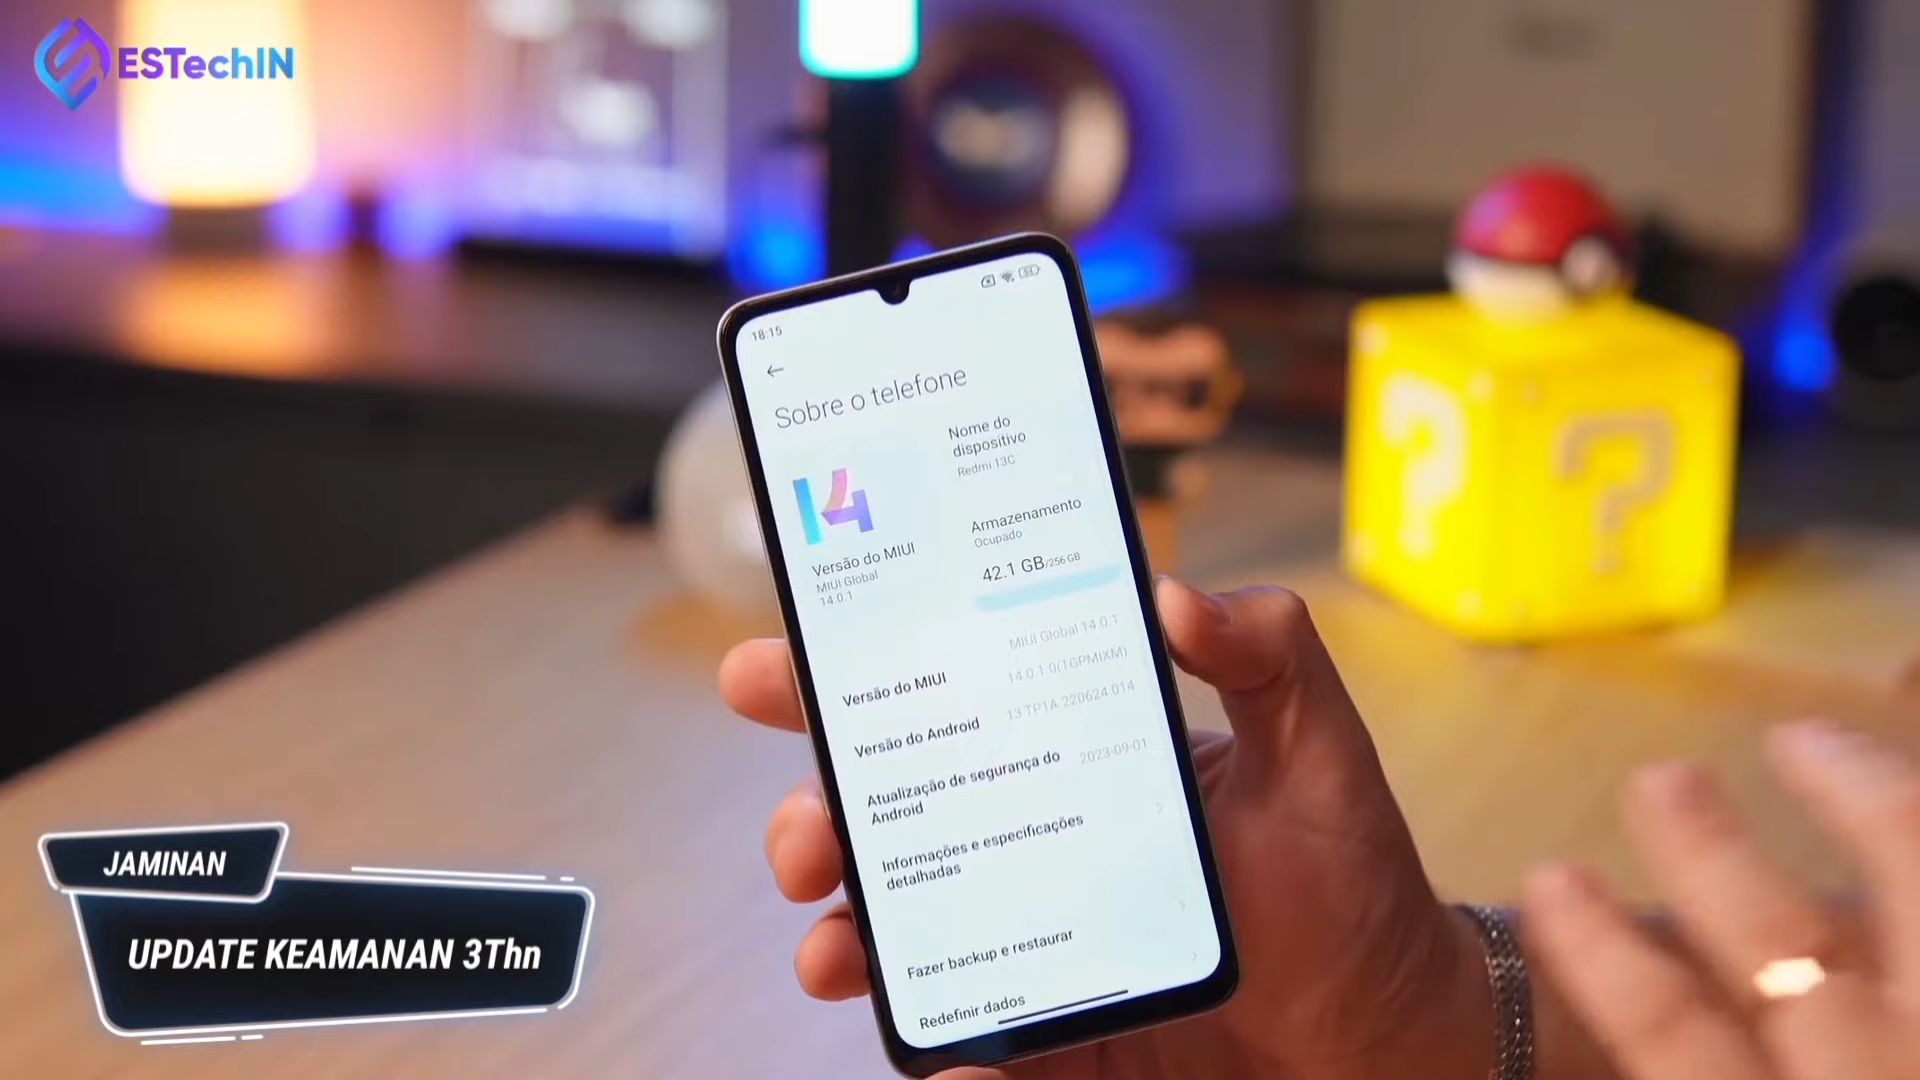 ESTechIN
18:15
Sobre o telefone
Nome do
dispositivo
Redmi 13C
14
Versão do MIUI
MIUI Global
14.0.1
Armazenamento
Ocupado
42.1 GB/256 GB
Versão do MIUI
MIUI Global 14.0.1
14.0.1.0(TGPMIXM)
Versão do Android
13 TP1A.220624.014
Atualização de segurança do
Android
2023-09-01
Informações e especificações
detalhadas
Fazer backup e restaurar
Redefinir dados
? ?
JAMINAN
UPDATE KEAMANAN 3Thn